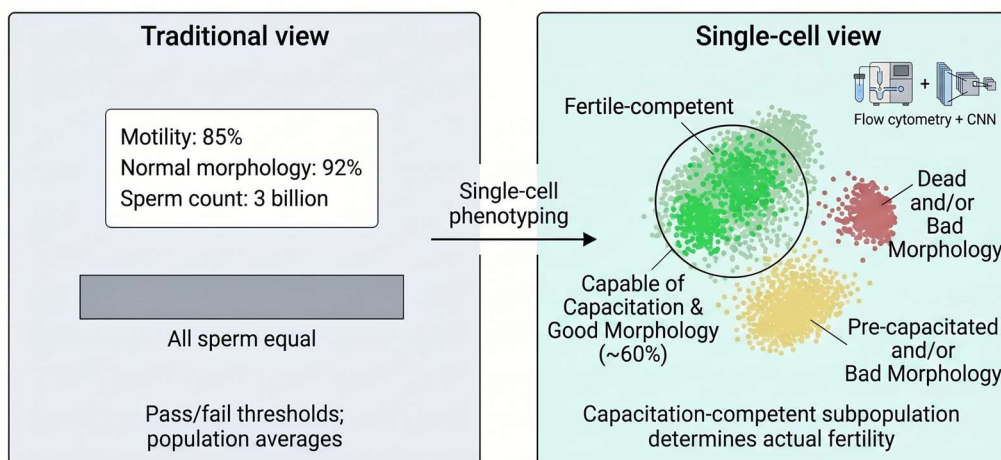 Traditional view
Motility: 85%
Normal morphology: 92%
Sperm count: 3 billion
All sperm equal
Pass/fail thresholds;
population averages
Single-cell
phenotyping
Single-cell view
Flow cytometry + CNN
+
Fertile-competent
Dead
and/or
Bad
Morphology
Capable of
Capacitation &
Good Morphology
(~60%)
Pre-capacitated
and/or
Bad Morphology
Capacitation-competent subpopulation
determines actual fertility